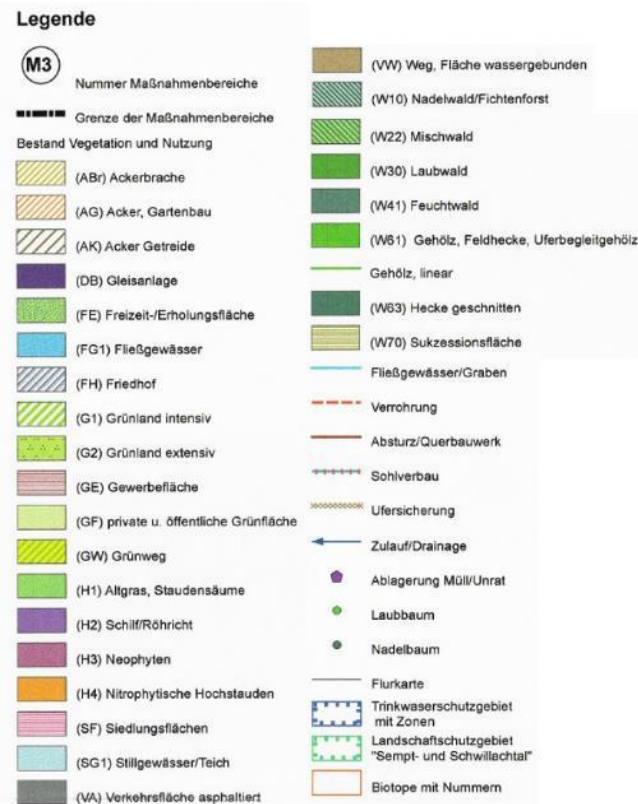 Legende
M3
Nummer Maßnahmenbereiche
Grenze der Maßnahmenbereiche
Bestand Vegetation und Nutzung
(ABr) Ackerbrache
(AG) Acker, Gartenbau
(AK) Acker Getreide
(DB) Gleisanlage
(FE) Freizeit-/Erholungsfläche
(FG1) Fließgewässer
(FH) Friedhof
(G1) Grünland intensiv
(G2) Grünland extensiv
(GE) Gewerbefläche
(GF) private u. öffentliche Grünfläche
(GW) Grünweg
(H1) Altgras, Staudensäume
(H2) Schilf/Röhricht
(H3) Neophyten
(H4) Nitrophytische Hochstauden
(SF) Siedlungsflächen
(SG1) Stillgewässer/Teich
(VA) Verkehrsfläche asphaltiert
(VW) Weg, Fläche wassergebunden
(W10) Nadelwald/Fichtenforst
(W22) Mischwald
(W30) Laubwald
(W41) Feuchtwald
(W61) Gehölz, Feldhecke, Uferbegleitgehölz
Gehölz, linear
(W63) Hecke geschnitten
(W70) Sukzessionsfläche
Fließgewässer/Graben
Verrohrung
Absturz/Querbauwerk
Sohlverbau
Ufersicherung
Zulauf/Drainage
Ablagerung Müll/Unrat
Laubbaum
Nadelbaum
Flurkarte
Trinkwaserschutzgebiet
mit Zonen
Landschaftschutzgebiet
"Sempt- und Schwillachtal"
Biotope mit Nummern